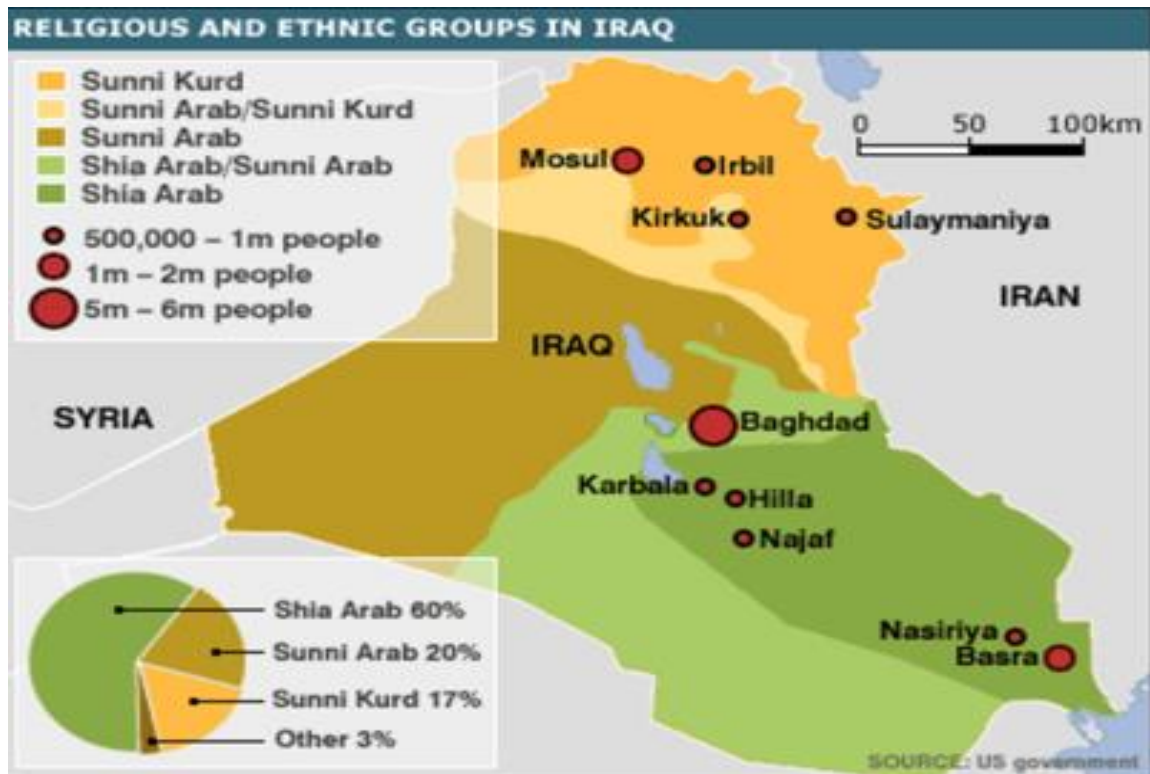 RELIGIOUS AND ETHNIC GROUPS IN IRAQ
Sunni Kurd
Sunni Arab/Sunni Kurd
Sunni Arab
Shia Arab/Sunni Arab
Shia Arab
500,000 – 1m people
1m – 2m people
5m – 6m people
0 50 100km
Mosul
Irbil
Kirkuk
Sulaymaniya
IRAN
IRAQ
SYRIA
Baghdad
Karbala
Hilla
Najaf
Nasiriya
Basra
Shia Arab 60%
Sunni Arab 20%
Sunni Kurd 17%
Other 3%
SOURCE: US government